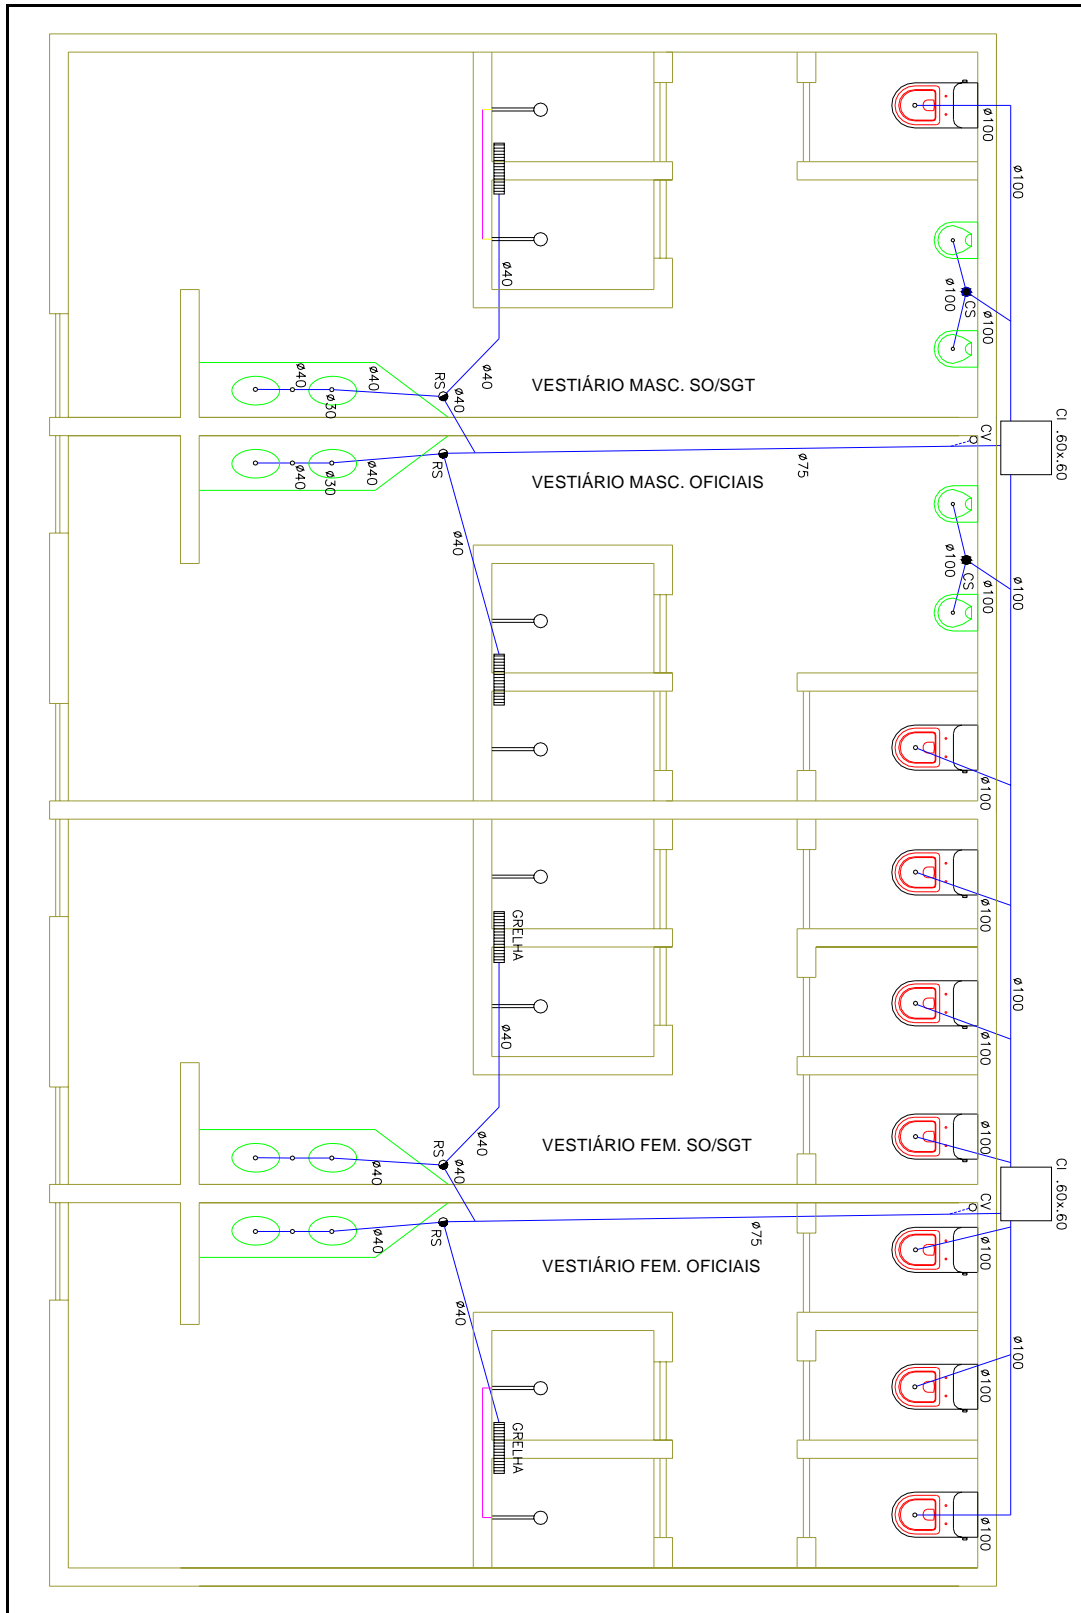 ø100
ø100
ø40
ø100
CS
ø100
ø40
ø40
ø30
ø40
RS
ø40
VESTIÁRIO MASC. SO/SGT
CV
CI .60x.60
ø40
ø30
ø40
RS
VESTIÁRIO MASC. OFICIAIS
ø75
ø40
ø100
CS
ø100
ø100
ø100
ø100
GRELHA
ø40
ø100
ø100
ø40
ø100
VESTIÁRIO FEM. SO/SGT
ø40
RS
ø40
CV
CI .60x.60
ø40
RS
ø75
ø100
VESTIÁRIO FEM. OFICIAIS
ø40
ø100
ø100
GRELHA
ø100